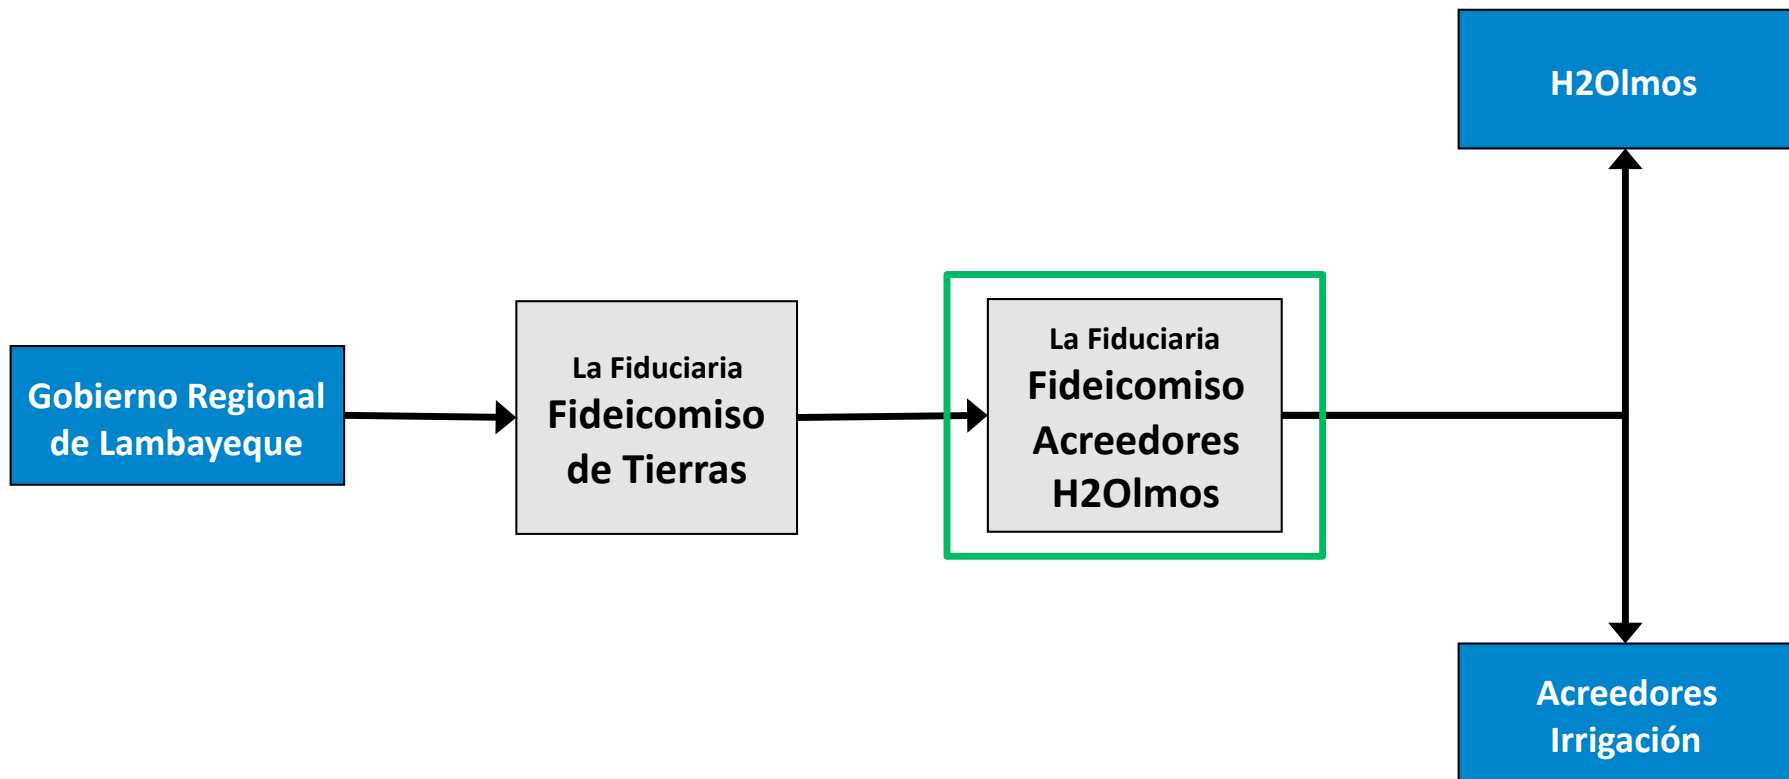 H2Olmos
Gobierno Regional
de Lambayeque
La Fiduciaria
Fideicomiso
de Tierras
La Fiduciaria
Fideicomiso
Acreedores
H2Olmos
Acreedores
Irrigación